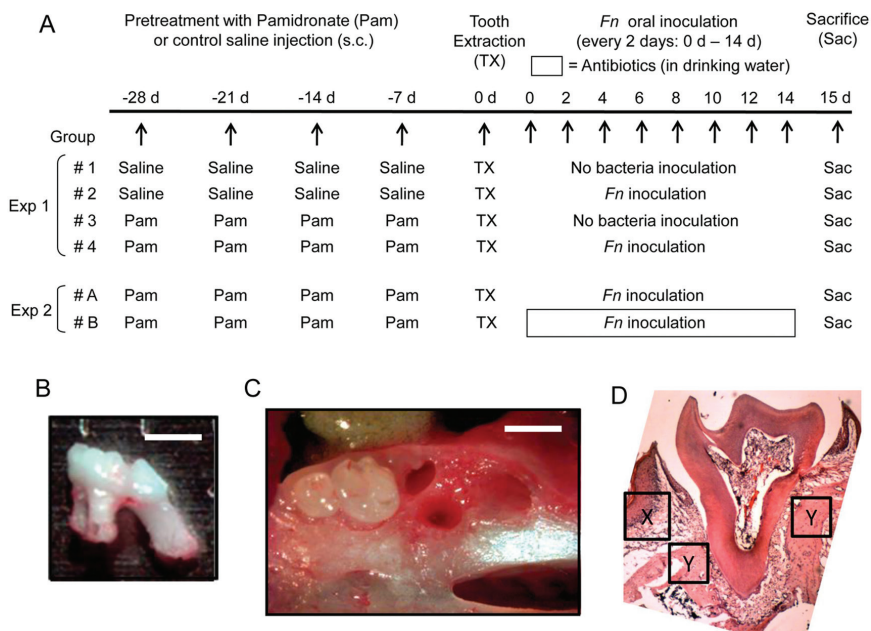 A
Pretreatment with Pamidronate (Pam)
or control saline injection (s.c.)
Tooth
Extraction
(TX)
Fn oral inoculation
(every 2 days: 0 d – 14 d)
= Antibiotics (in drinking water)
Sacrifice
(Sac)
-28 d -21 d -14 d -7 d 0 d 0 2 4 6 8 10 12 14 15 d
Group
Exp 1
# 1 Saline Saline Saline Saline TX No bacteria inoculation Sac
# 2 Saline Saline Saline Saline TX Fn inoculation Sac
# 3 Pam Pam Pam Pam TX No bacteria inoculation Sac
# 4 Pam Pam Pam Pam TX Fn inoculation Sac
Exp 2
# A Pam Pam Pam Pam TX Fn inoculation Sac
# B Pam Pam Pam Pam TX Fn inoculation Sac
B
C
D
X
Y
Y